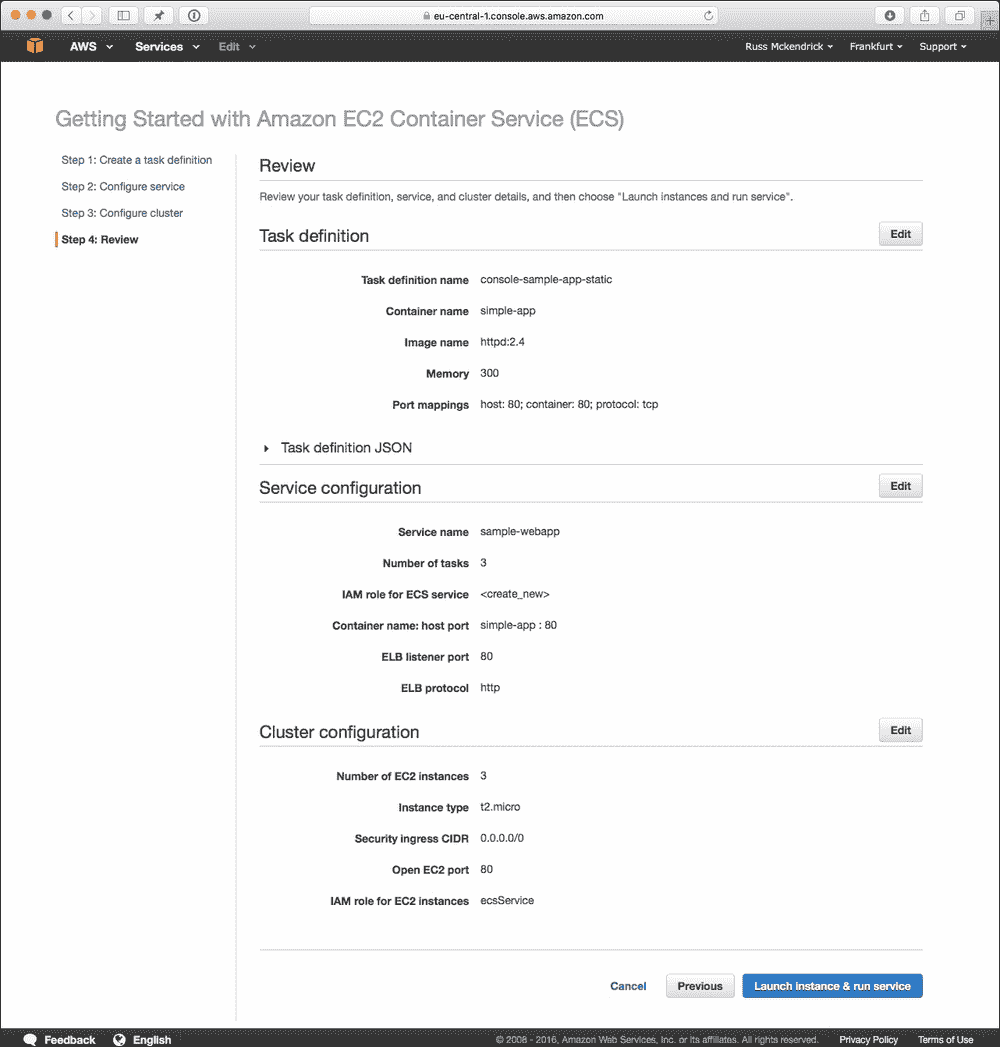 eu-central-1.console.aws.amazon.com
AWS Services Edit Russ Mckendrick Frankfurt Support
Getting Started with Amazon EC2 Container Service (ECS)
Step 1: Create a task definition
Step 2: Configure service
Step 3: Configure cluster
Step 4: Review
Review
Review your task definition, service, and cluster details, and then choose "Launch instances and run service".
Task definition Edit
Task definition name console-sample-app-static
Container name simple-app
Image name httpd:2.4
Memory 300
Port mappings host: 80; container: 80; protocol: tcp
Task definition JSON
Service configuration Edit
Service name sample-webapp
Number of tasks 3
IAM role for ECS service <create_new>
Container name: host port simple-app : 80
ELB listener port 80
ELB protocol http
Cluster configuration Edit
Number of EC2 instances 3
Instance type t2.micro
Security ingress CIDR 0.0.0.0/0
Open EC2 port 80
IAM role for EC2 instances ecsService
Cancel Previous Launch instance & run service
Feedback English © 2008 - 2016, Amazon Web Services, Inc. or its affiliates. All rights reserved. Privacy Policy Terms of Use